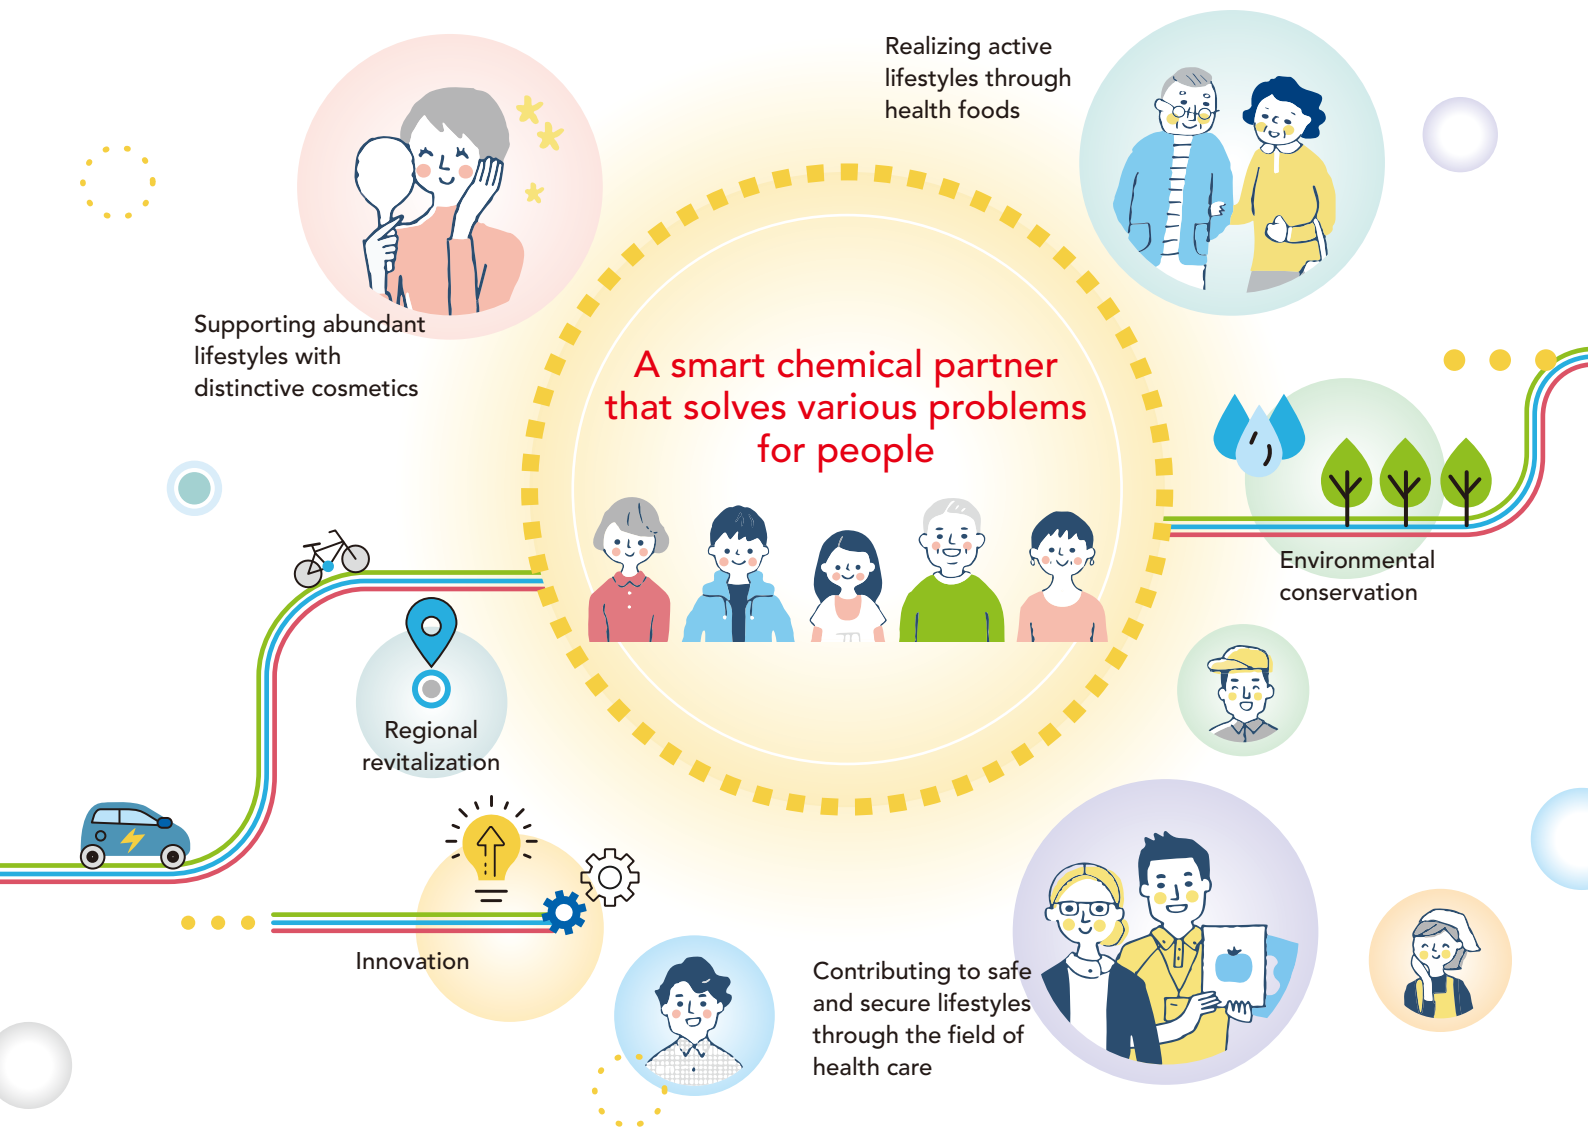 Realizing active
lifestyles through
health foods
Supporting abundant
lifestyles with
distinctive cosmetics
A smart chemical partner
that solves various problems
for people
Environmental
conservation
Regional
revitalization
Innovation
Contributing to safe
and secure lifestyles
through the field of
health care